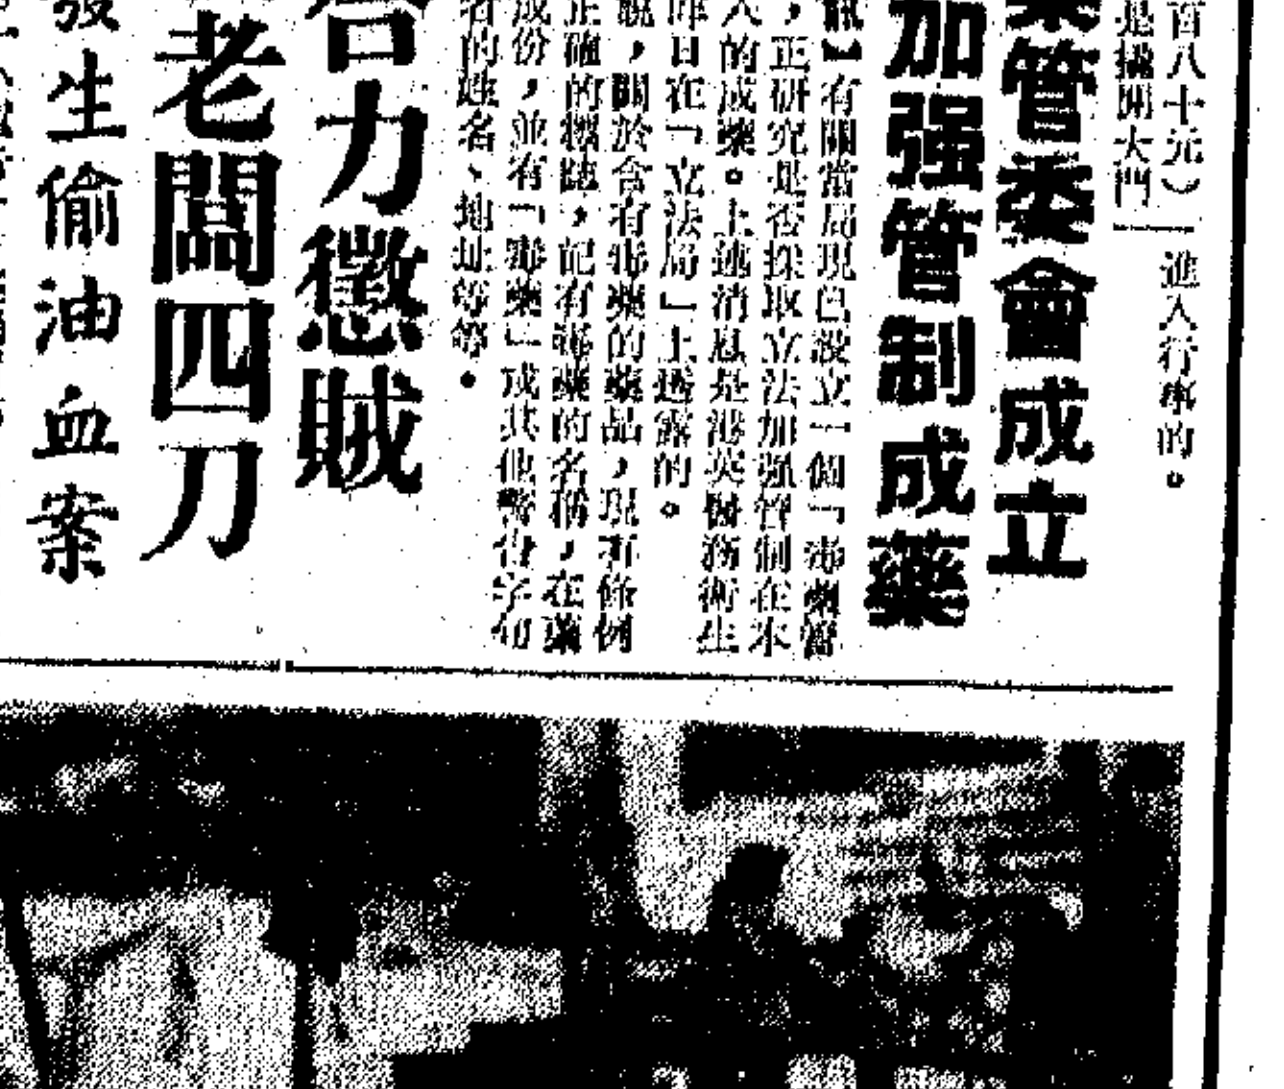 百八十元）進入行事的。
是撬開大門
管委會成立
加强管制成藥
訊】有關當局現已設立一個「毒藥管
，正研究是否採取立法加强管制在本
人的成藥。上述消息是港英醫務衛生
昨日在「立法局」上透露的。
說，關於含有毒藥的藥品，現有條例
正確的標誌，記有毒藥的名稱，在藥
成份，並有「毒藥」或其他警告字句
者的姓名、地址等等。
合力懲賊
老闆四刀
發生偷油血案